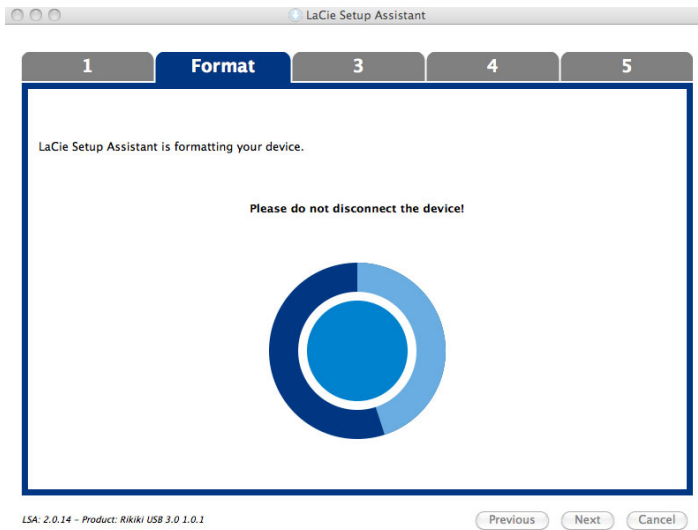 LaCie Setup Assistant
1 Format 3 4 5
LaCie Setup Assistant is formatting your device.
Please do not disconnect the device!
LSA: 2.0.14 – Product: Rikiki USB 3.0 1.0.1
Previous Next Cancel